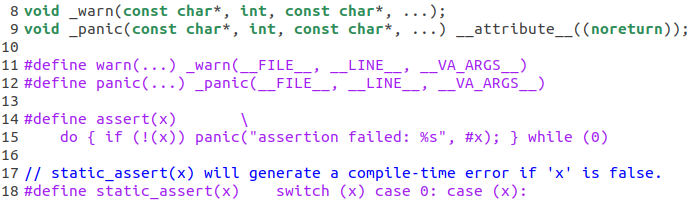 8 void _warn(const char*, int, const char*, ...);
9 void _panic(const char*, int, const char*, ...) __attribute__((noreturn));
10
11 #define warn(...) _warn(__FILE__, __LINE__, __VA_ARGS__)
12 #define panic(...) _panic(__FILE__, __LINE__, __VA_ARGS__)
13
14 #define assert(x)        \
15     do { if (!(x)) panic("assertion failed: %s", #x); } while (0)
16
17 // static_assert(x) will generate a compile-time error if 'x' is false.
18 #define static_assert(x)    switch (x) case 0: case (x):